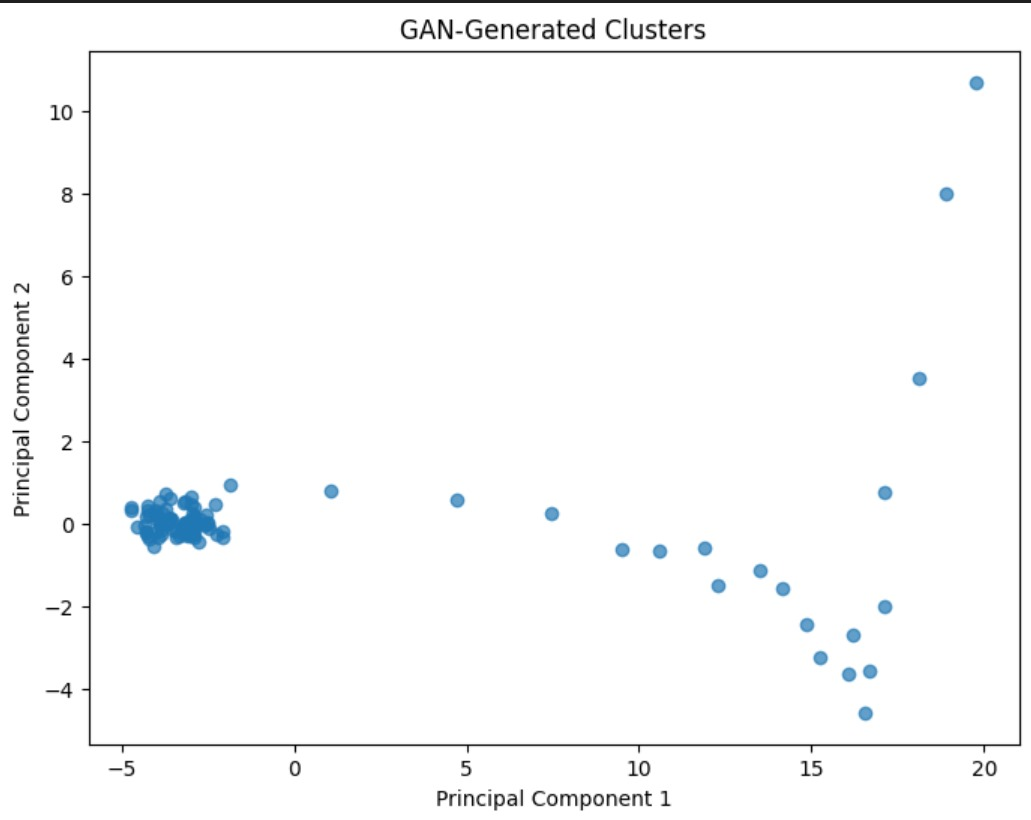 GAN-Generated Clusters
10
8
6
4
2
0
−2
−4
Principal Component 2
−5 0 5 10 15 20
Principal Component 1